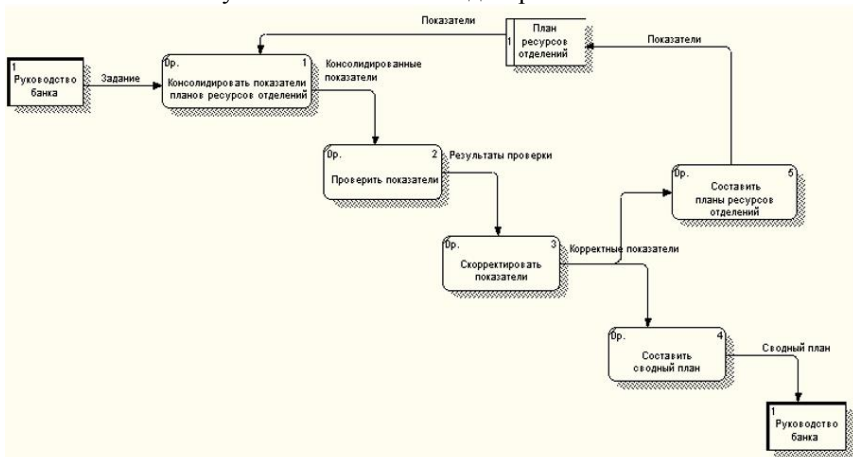 Показатели
План
ресурсов
отделений
1
Показатели
1
Руководство
банка
Задание
0р. 1
Консолидировать показатели
планов ресурсов отделений
Консолидированные
показатели
0р. 2
Проверить показатели
Результаты проверки
0р. 5
Составить
планы ресурсов
отделений
0р. 3
Скорректировать
показатели
Корректные показатели
0р. 4
Составить
сводный план
Сводный план
1
Руководство
банка